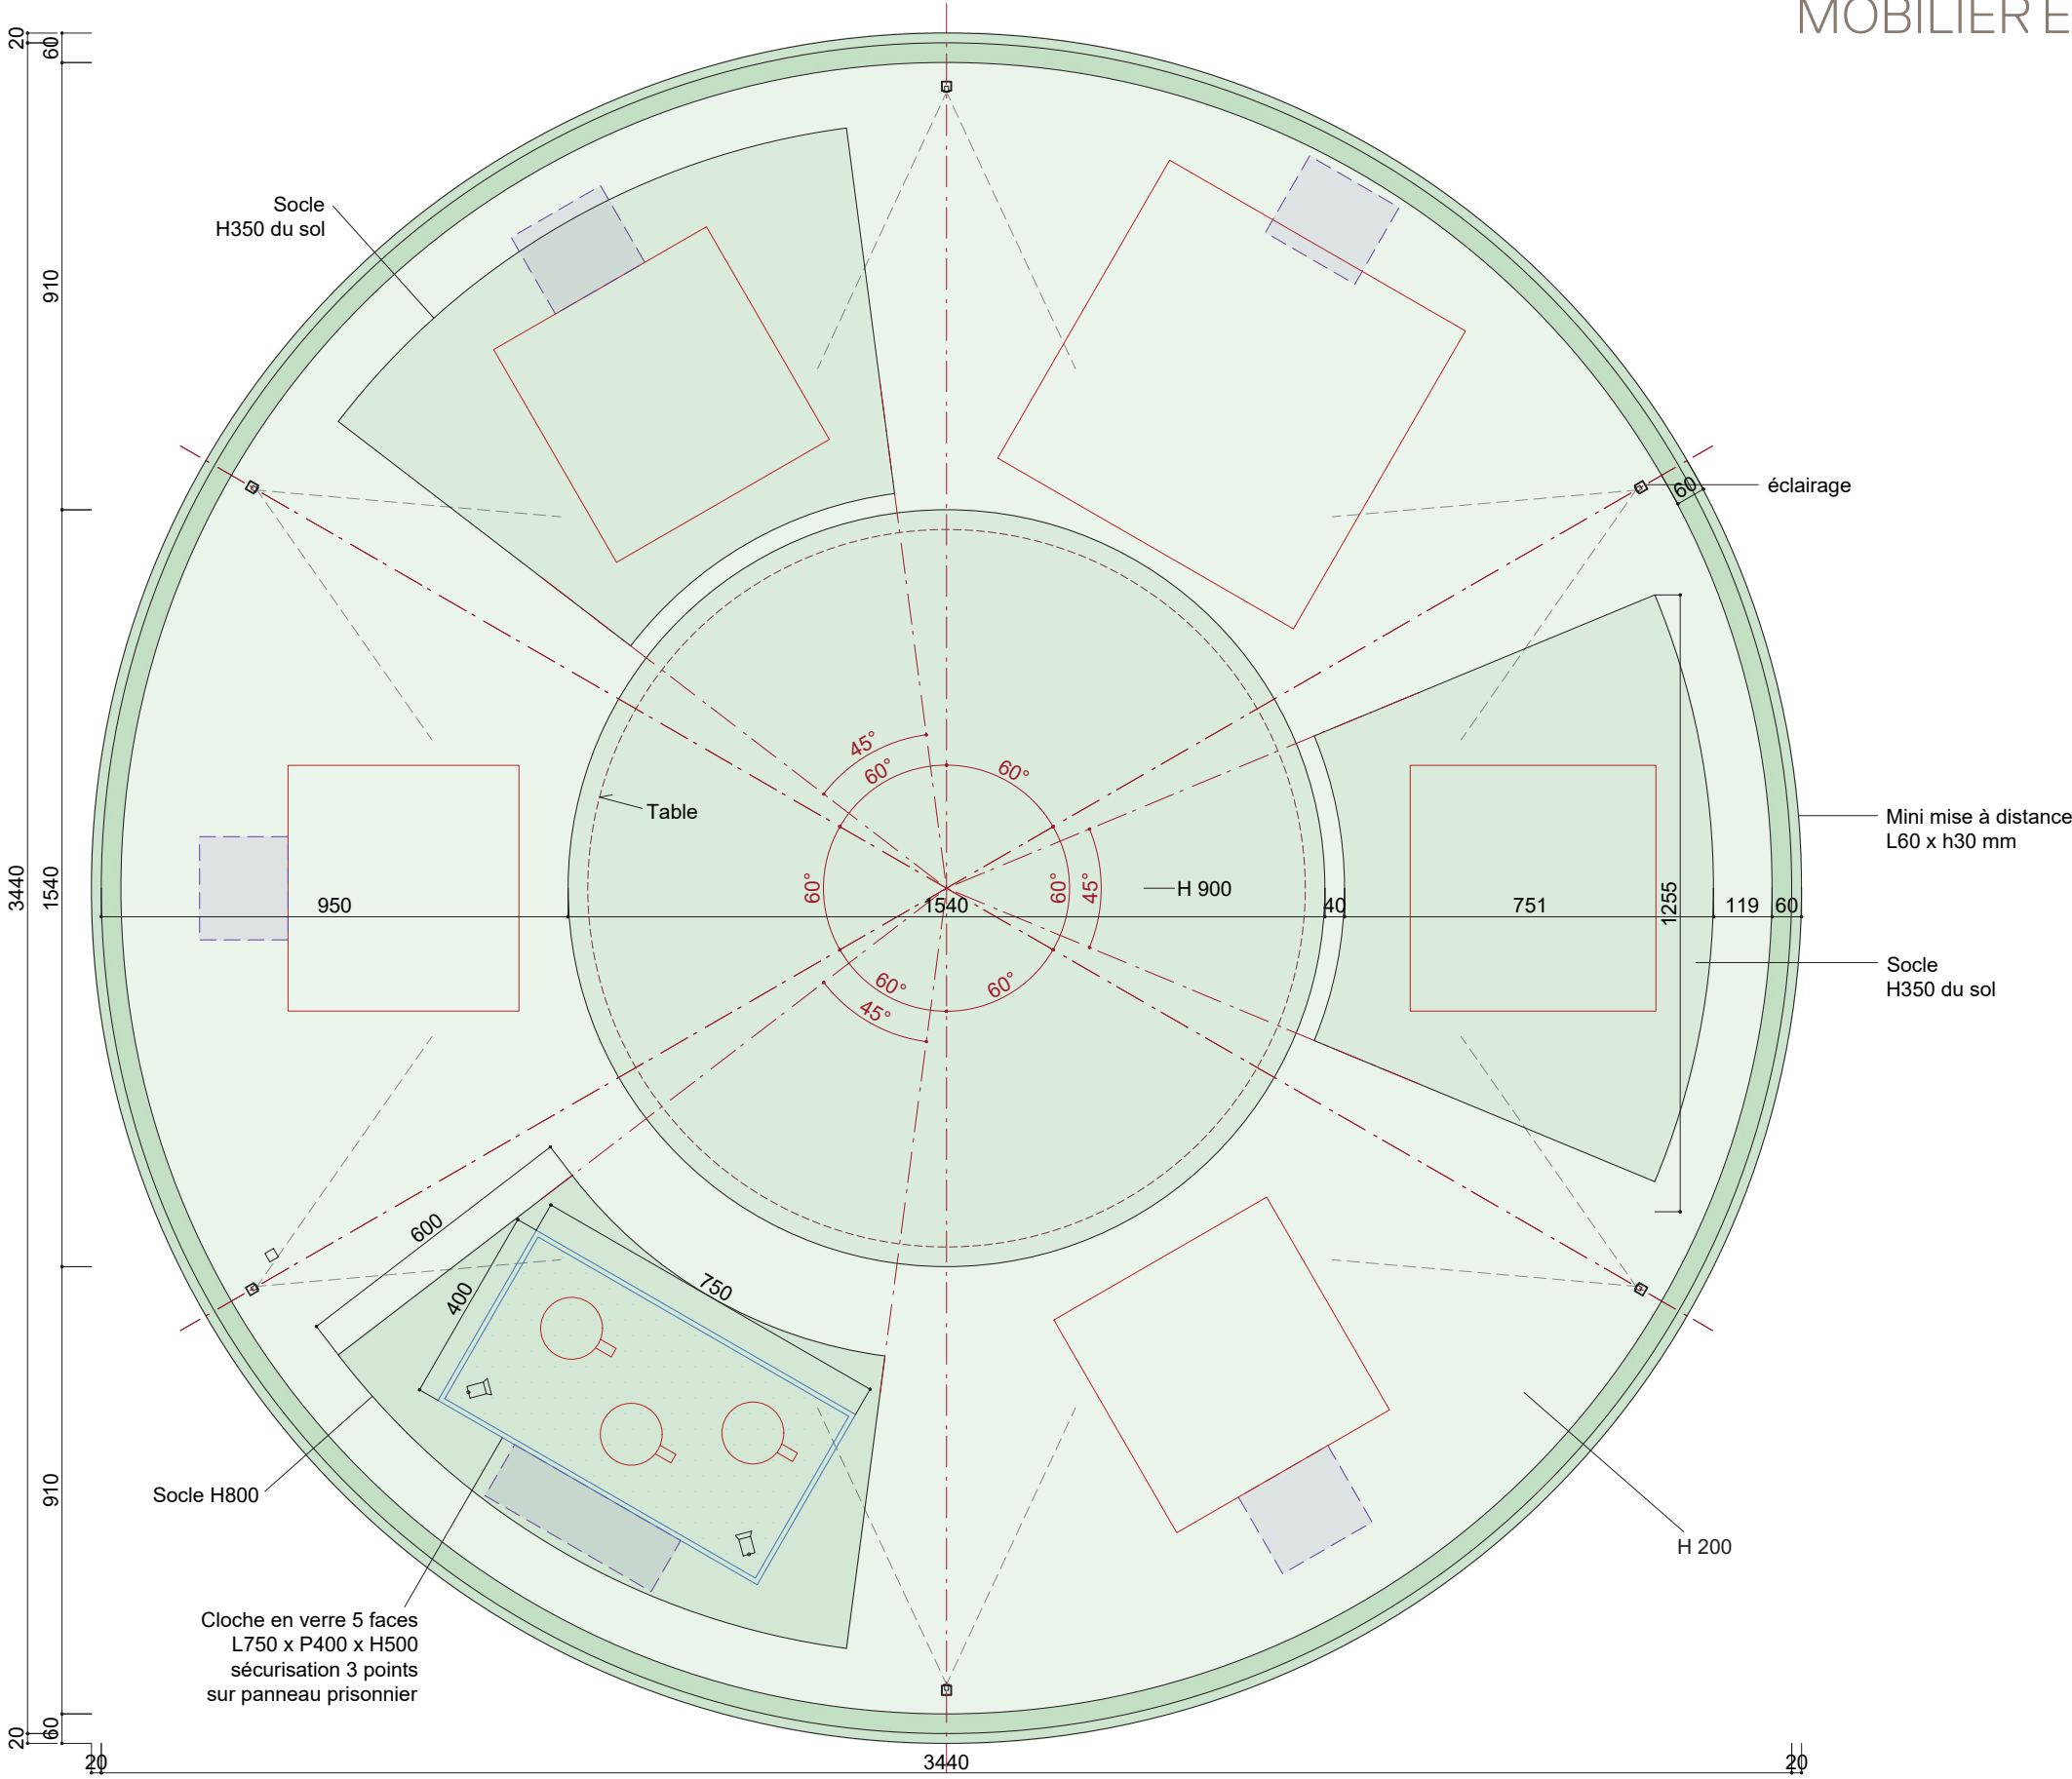 MOBILIER E
20
60
Socle
H350 du sol
910
éclairage
60
45°
60°
60°
Table
Mini mise à distance
L60 x h30 mm
3440
1540
950
60°
1540
60°
45°
H 900
40
751
1255
119
60
Socle
H350 du sol
60°
60°
45°
600
400
750
910
Socle H800
H 200
Cloche en verre 5 faces
L750 x P400 x H500
sécurisation 3 points
sur panneau prisonnier
20
60
20
3440
20